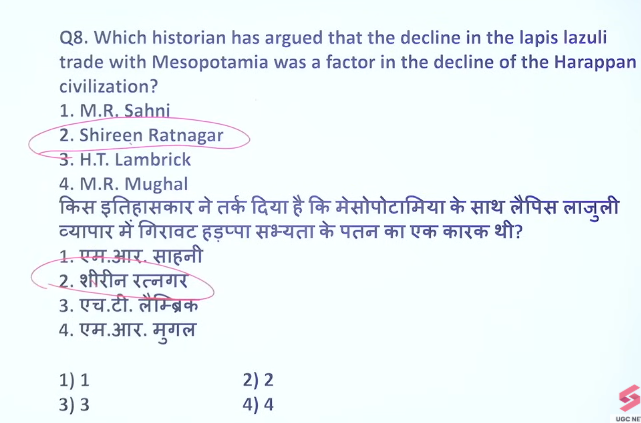 Q8. Which historian has argued that the decline in the lapis lazuli
trade with Mesopotamia was a factor in the decline of the Harappan
civilization?
1. M.R. Sahni
2. Shireen Ratnagar
3. H.T. Lambrick
4. M.R. Mughal
किस इतिहासकार ने तर्क दिया है कि मेसोपोटामिया के साथ लैपिस लाजुली
व्यापार में गिरावट हड़प्पा सभ्यता के पतन का एक कारक थी?
1. एम.आर. साहनी
2. शीरीन रत्नगर
3. एच.टी. लैम्ब्रिक
4. एम.आर. मुगल
1) 1 2) 2
3) 3 4) 4
UGC NE